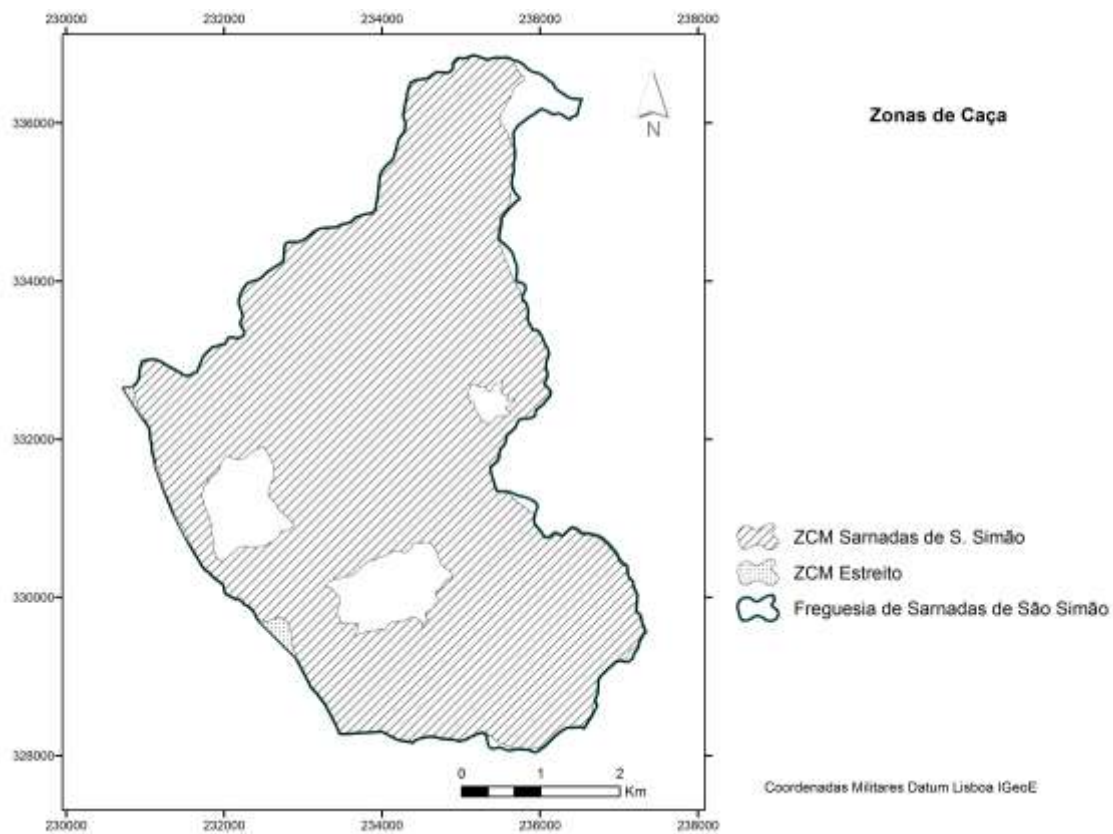 230000 232000 234000 236000 238000
336000
334000
332000
330000
328000
N
Zonas de Caça
ZCM Sarnadas de S. Simão
ZCM Estreito
Freguesia de Sarnadas de São Simão
0 1 2
Km
Coordenadas Militares Datum Lisboa IGeoE
230000 232000 234000 236000 238000